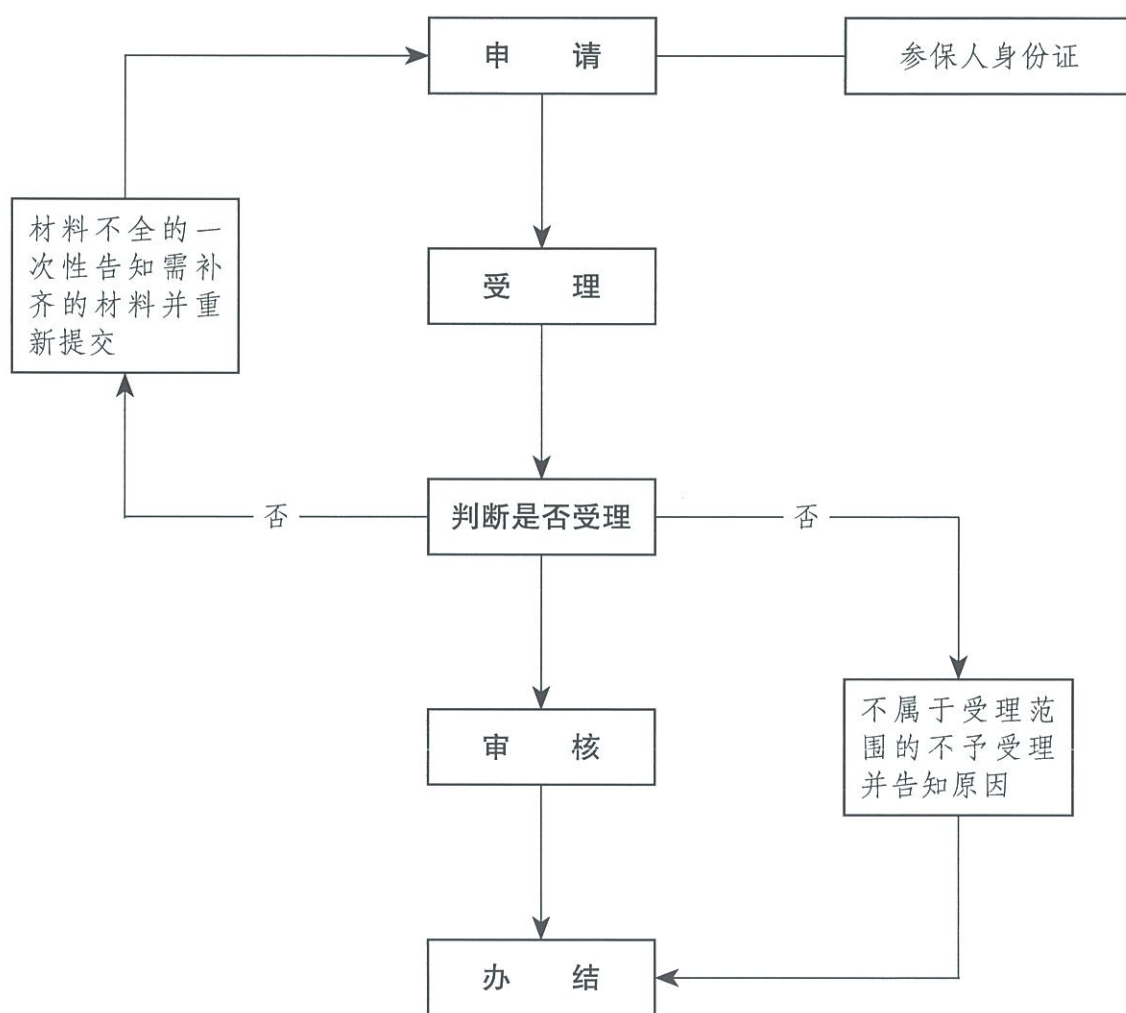 申 请
参保人身份证
材料不全的一
次性告知需补
齐的材料并重
新提交
受 理
否
判断是否受理
否
审 核
不属于受理范
围的不予受理
并告知原因
办 结